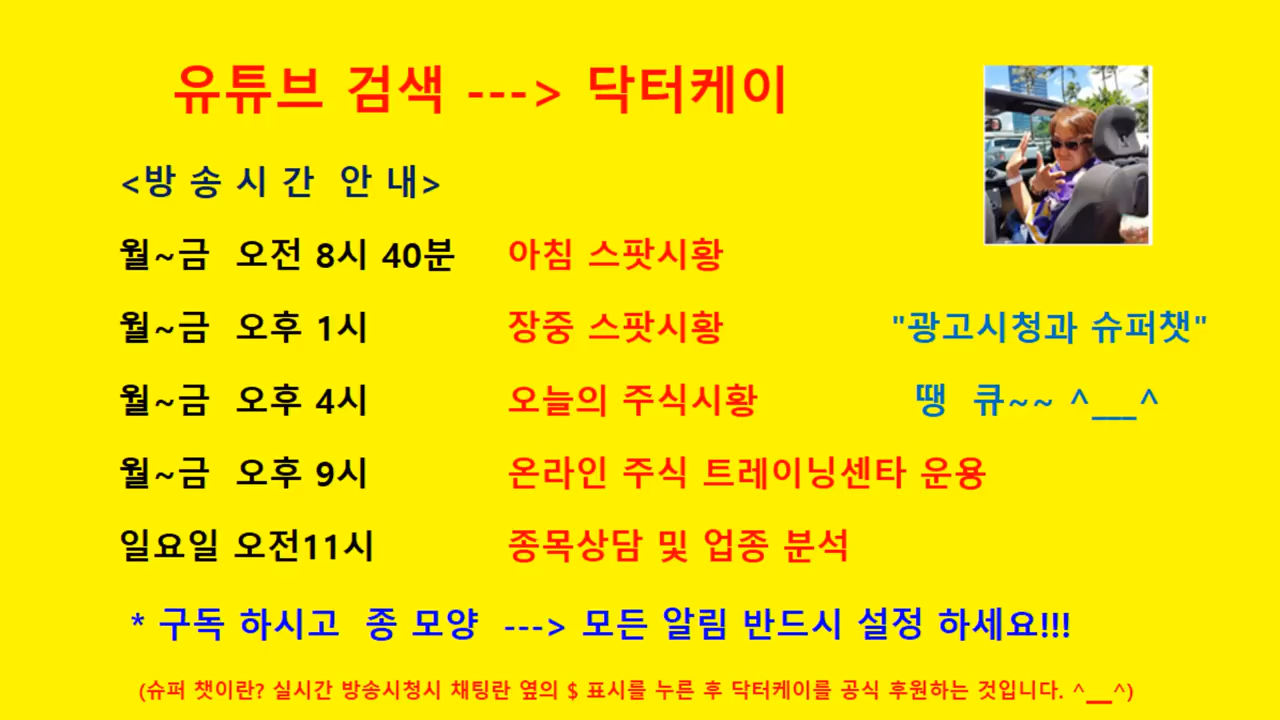 유튜브 검색 ---> 닥터케이
<방 송 시 간 안 내>
월~금 오전 8시 40분 아침 스팟시황
월~금 오후 1시 장중 스팟시황 "광고시청과 슈퍼챗"
월~금 오후 4시 오늘의 주식시황 땡 큐~~ ^___^
월~금 오후 9시 온라인 주식 트레이닝센타 운용
일요일 오전11시 종목상담 및 업종 분석
* 구독 하시고 종 모양 ---> 모든 알림 반드시 설정 하세요!!!
(슈퍼 챗이란? 실시간 방송시청시 채팅란 옆의 $ 표시를 누른 후 닥터케이를 공식 후원하는 것입니다. ^__^)